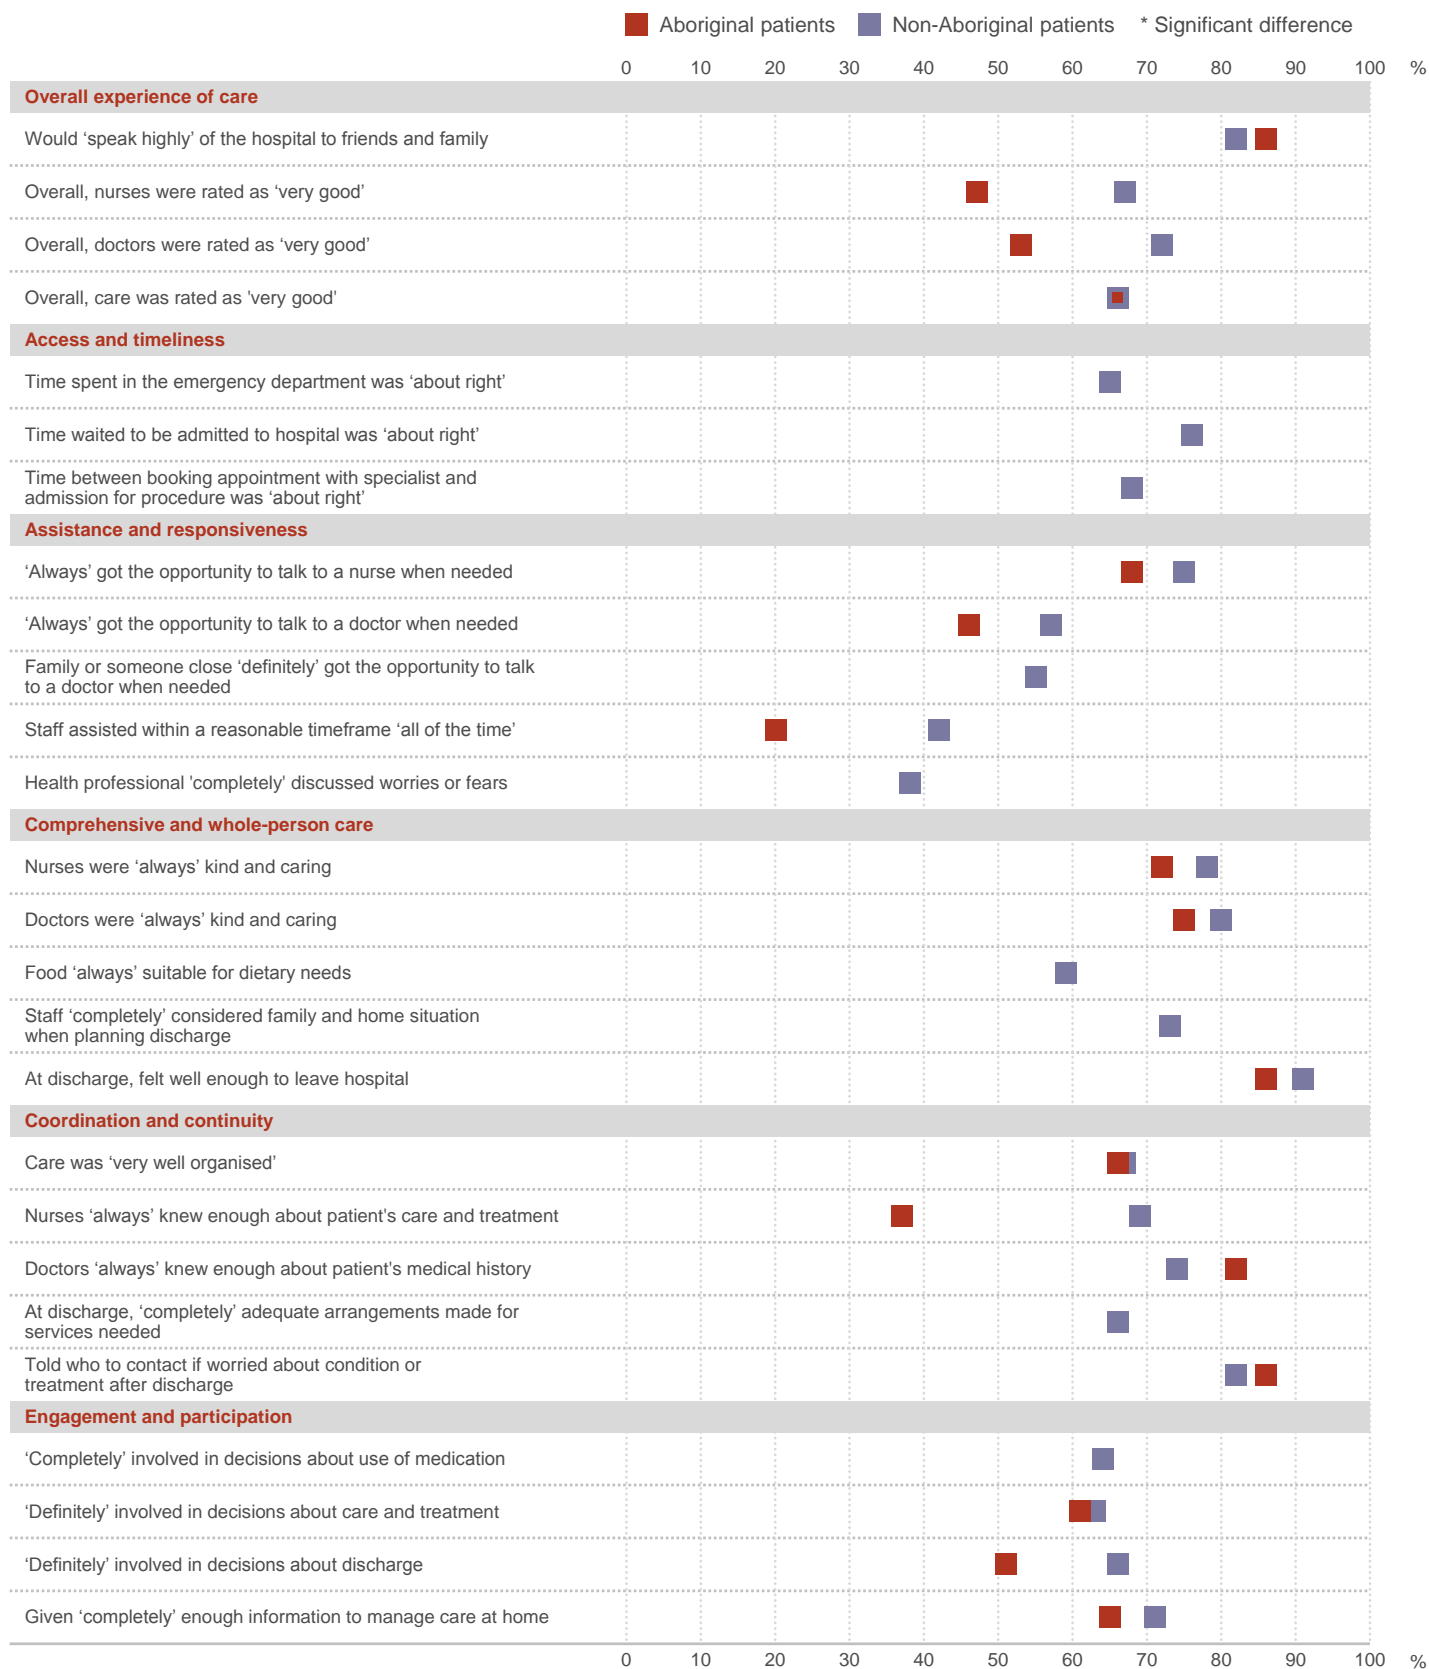 Aboriginal patients Non-Aboriginal patients * Significant difference
0 10 20 30 40 50 60 70 80 90 100 %
Overall experience of care
Would ‘speak highly’ of the hospital to friends and family
Overall, nurses were rated as ‘very good’
Overall, doctors were rated as ‘very good’
Overall, care was rated as 'very good'
Access and timeliness
Time spent in the emergency department was ‘about right’
Time waited to be admitted to hospital was ‘about right’
Time between booking appointment with specialist and
admission for procedure was ‘about right’
Assistance and responsiveness
‘Always’ got the opportunity to talk to a nurse when needed
‘Always’ got the opportunity to talk to a doctor when needed
Family or someone close ‘definitely’ got the opportunity to talk
to a doctor when needed
Staff assisted within a reasonable timeframe ‘all of the time’
Health professional 'completely' discussed worries or fears
Comprehensive and whole-person care
Nurses were ‘always’ kind and caring
Doctors were ‘always’ kind and caring
Food ‘always’ suitable for dietary needs
Staff ‘completely’ considered family and home situation
when planning discharge
At discharge, felt well enough to leave hospital
Coordination and continuity
Care was ‘very well organised’
Nurses ‘always’ knew enough about patient's care and treatment
Doctors ‘always’ knew enough about patient's medical history
At discharge, ‘completely’ adequate arrangements made for
services needed
Told who to contact if worried about condition or
treatment after discharge
Engagement and participation
‘Completely’ involved in decisions about use of medication
‘Definitely’ involved in decisions about care and treatment
‘Definitely’ involved in decisions about discharge
Given ‘completely’ enough information to manage care at home
0 10 20 30 40 50 60 70 80 90 100 %